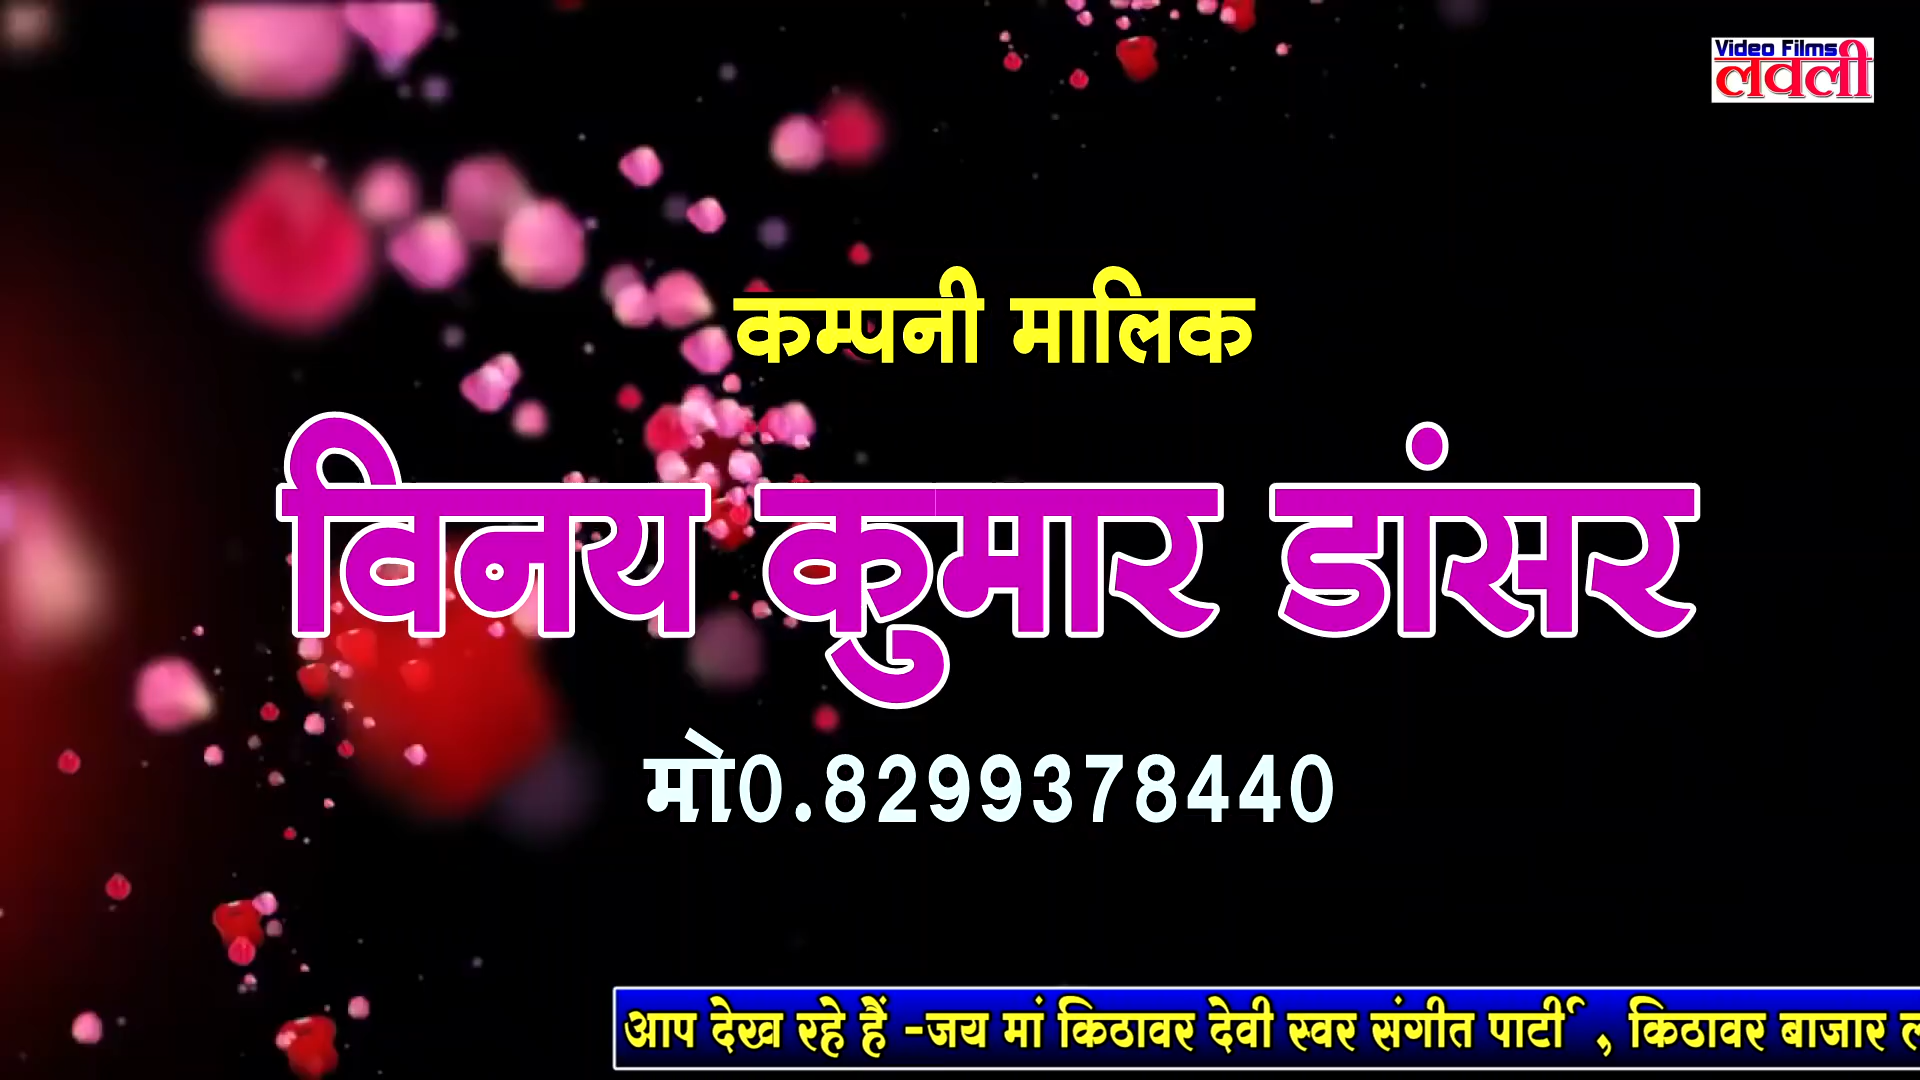 Video Films
लवली
कम्पनी मालिक
विनय कुमार डांसर
मो0.8299378440
आप देख रहे हैं -जय मां किठावर देवी स्वर संगीत पार्टी , किठावर बाजार